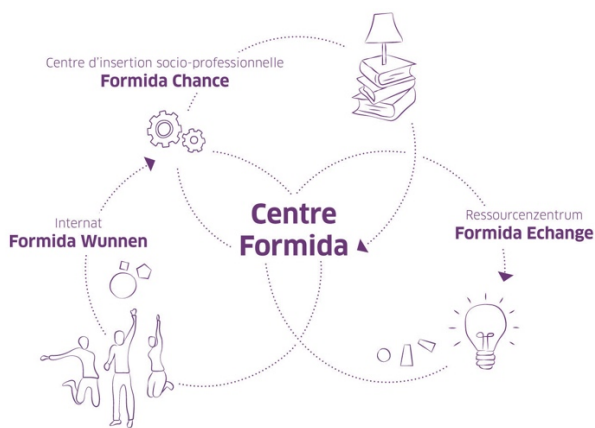 Centre d'insertion socio-professionnelle
Formida Chance
Centre
Formida
Internat
Formida Wunnen
Ressourcenzentrum
Formida Echange